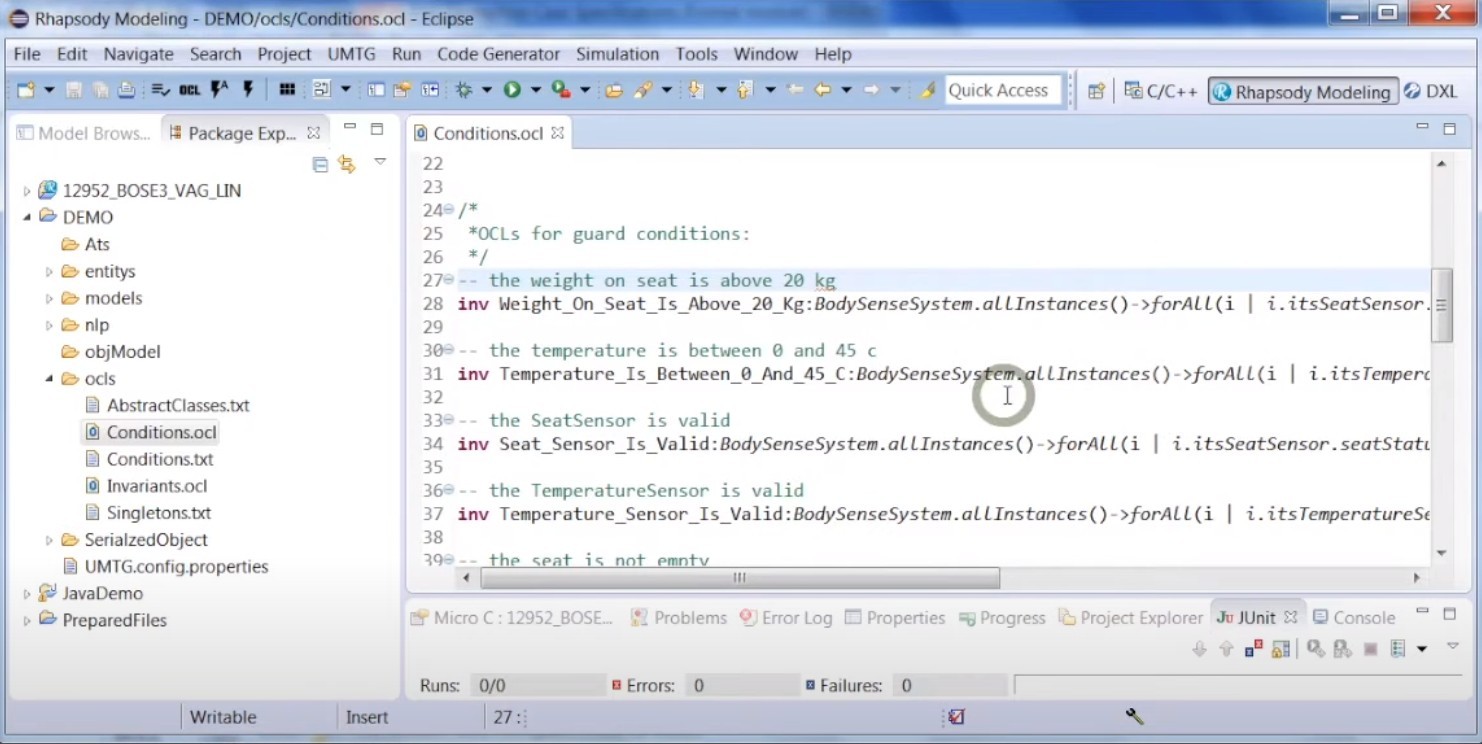 Rhapsody Modeling - DEMO/ocls/Conditions.ocl - Eclipse
File Edit Navigate Search Project UMTG Run Code Generator Simulation Tools Window Help
OCL Quick Access C/C++ Rhapsody Modeling DXL
Model Brows... Package Exp...
12952_BOSE3_VAG_LIN
DEMO
Ats
entitys
models
nlp
objModel
ocls
AbstractClasses.txt
Conditions.ocl
Conditions.txt
Invariants.ocl
Singletons.txt
SerialzedObject
UMTG.config.properties
JavaDemo
PreparedFiles
Conditions.ocl
22
23
24 /*
25 *OCLs for guard conditions:
26 */
27 -- the weight on seat is above 20 kg
28 inv Weight_On_Seat_Is_Above_20_Kg:BodySenseSystem.allInstances()->forAll(i | i.itsSeatSensor.
29
30 -- the temperature is between 0 and 45 c
31 inv Temperature_Is_Between_0_And_45_C:BodySenseSystem.allInstances()->forAll(i | i.itsTemperc
32
33 -- the SeatSensor is valid
34 inv Seat_Sensor_Is_Valid:BodySenseSystem.allInstances()->forAll(i | i.itsSeatSensor.seatStatu
35
36 -- the TemperatureSensor is valid
37 inv Temperature_Sensor_Is_Valid:BodySenseSystem.allInstances()->forAll(i | i.itsTemperatureSe
38
39 -- the seat is not empty
Micro C : 12952_BOSE... Problems Error Log Properties Progress Project Explorer JUnit Console
Runs: 0/0 Errors: 0 Failures: 0
Writable Insert 27 :